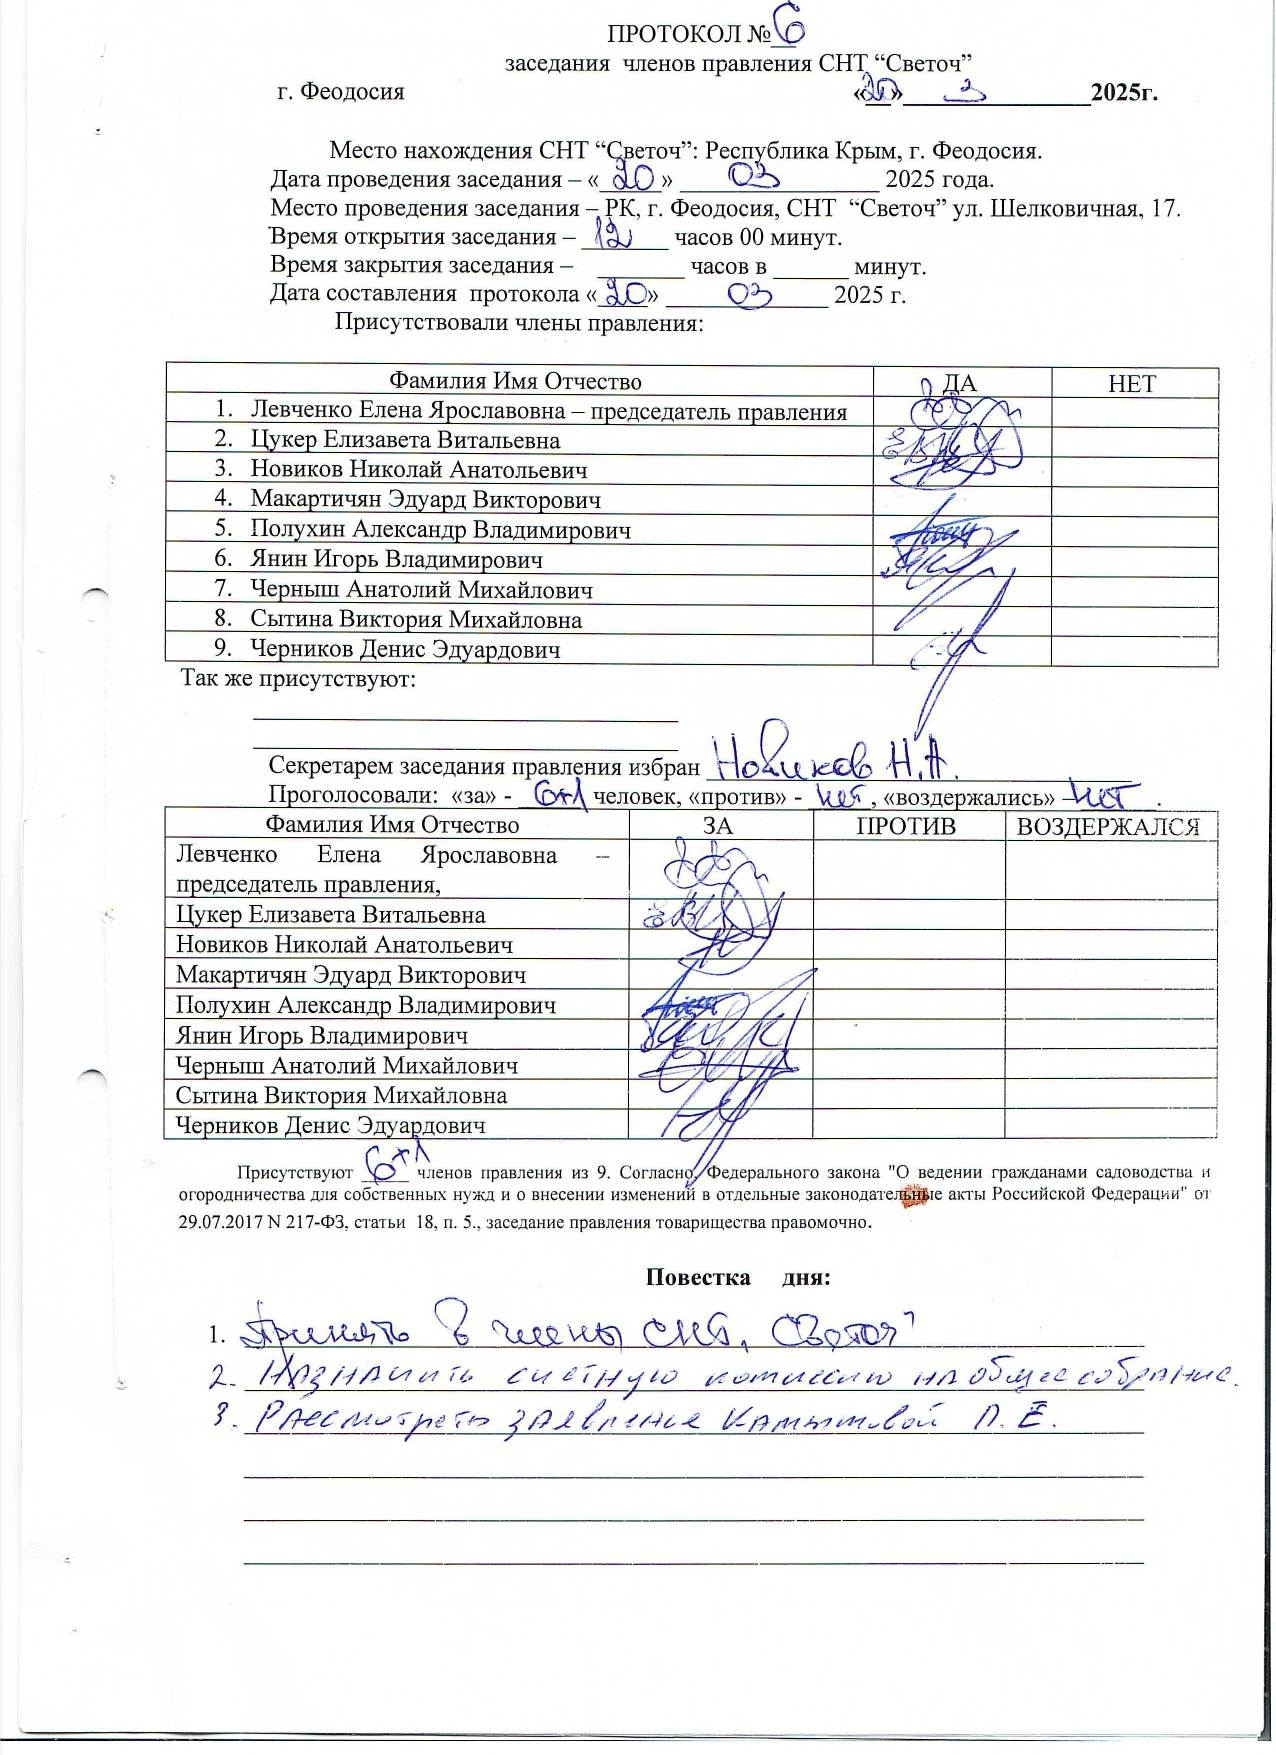 ПРОТОКОЛ № 6
заседания членов правления СНТ “Светоч”
г. Феодосия «20» 3 2025г.
Место нахождения СНТ “Светоч”: Республика Крым, г. Феодосия.
Дата проведения заседания – «20» 03 2025 года.
Место проведения заседания – РК, г. Феодосия, СНТ “Светоч” ул. Шелковичная, 17.
Время открытия заседания – 12 часов 00 минут.
Время закрытия заседания – ______ часов в ______ минут.
Дата составления протокола «20» 03 2025 г.
Присутствовали члены правления:
Фамилия Имя Отчество ДА НЕТ
1. Левченко Елена Ярославовна – председатель правления
2. Цукер Елизавета Витальевна
3. Новиков Николай Анатольевич
4. Макартичян Эдуард Викторович
5. Полухин Александр Владимирович
6. Янин Игорь Владимирович
7. Черныш Анатолий Михайлович
8. Сытина Виктория Михайловна
9. Черников Денис Эдуардович
Так же присутствуют:
Секретарем заседания правления избран Новиков Н.А.
Проголосовали: «за» - 6+1 человек, «против» - нет, «воздержались» – нет.
Фамилия Имя Отчество ЗА ПРОТИВ ВОЗДЕРЖАЛСЯ
Левченко Елена Ярославовна –
председатель правления,
Цукер Елизавета Витальевна
Новиков Николай Анатольевич
Макартичян Эдуард Викторович
Полухин Александр Владимирович
Янин Игорь Владимирович
Черныш Анатолий Михайлович
Сытина Виктория Михайловна
Черников Денис Эдуардович
Присутствуют 6+1 членов правления из 9. Согласно, Федерального закона "О ведении гражданами садоводства и
огородничества для собственных нужд и о внесении изменений в отдельные законодательные акты Российской Федерации" от
29.07.2017 N 217-ФЗ, статьи 18, п. 5., заседание правления товарищества правомочно.
Повестка дня:
1. Принять в члены СНТ, Светоч"
2. Назначить счетную комиссию на общее собрание.
3. Рассмотреть заявление П.Е.